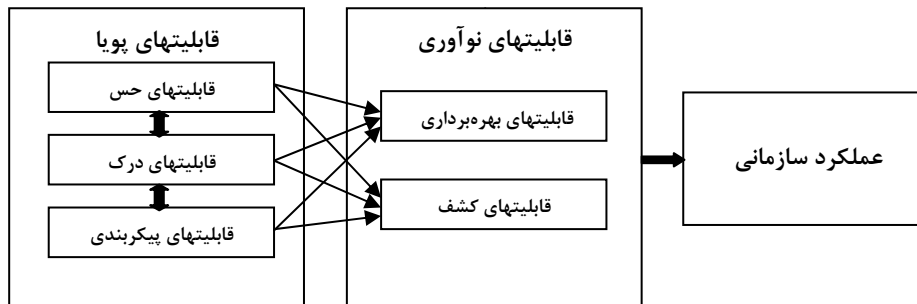 قابلیتهای پویا
قابلیتهای حس
قابلیتهای درک
قابلیتهای پیکربندی
قابلیتهای نوآوری
قابلیتهای بهره‌برداری
قابلیتهای کشف
عملکرد سازمانی